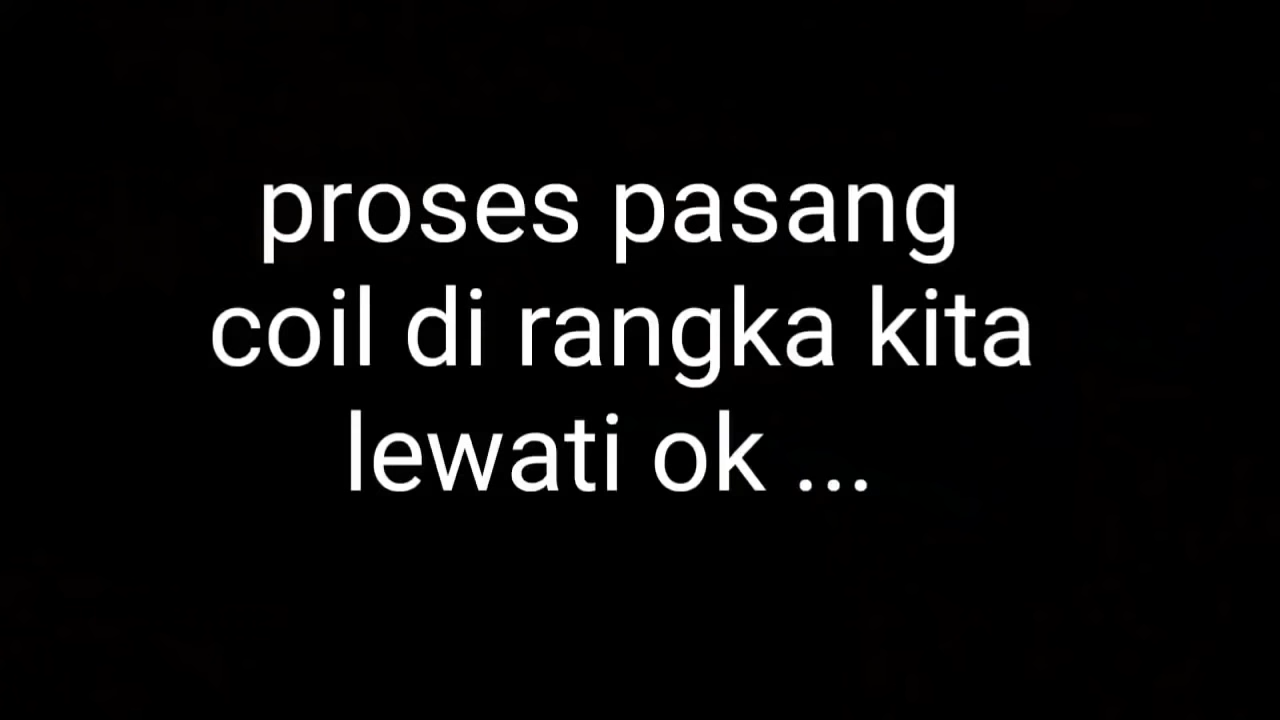 proses pasang
coil di rangka kita
lewati ok ...